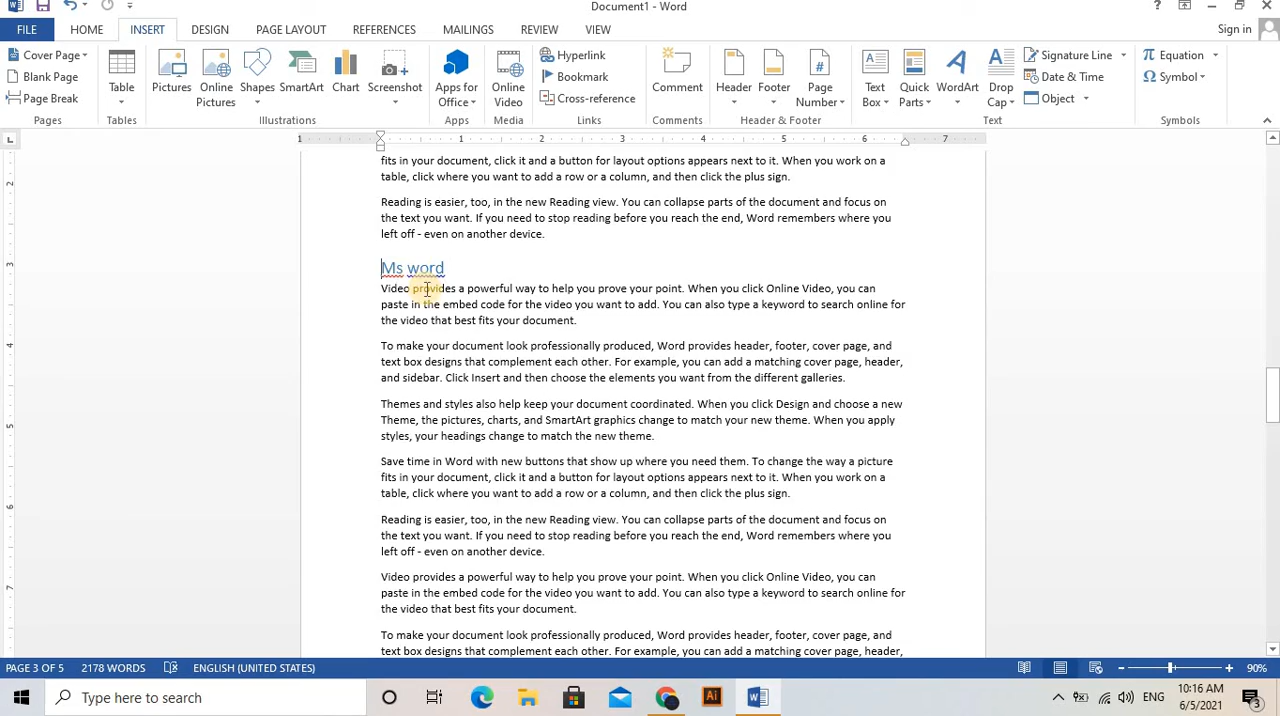 Document1 - Word
?
FILE HOME INSERT DESIGN PAGE LAYOUT REFERENCES MAILINGS REVIEW VIEW Sign in
Cover Page
Blank Page
Page Break
Pages
Table
Tables
Pictures
Online Pictures
Shapes
SmartArt
Chart
Screenshot
Illustrations
Apps for Office
Apps
Online Video
Media
Hyperlink
Bookmark
Cross-reference
Links
Comment
Comments
Header
Footer
Page Number
Header & Footer
Text Box
Quick Parts
WordArt
Drop Cap
Signature Line
Date & Time
Object
Text
Equation
Symbol
Symbols
1 1 2 3 4 5 6 7
2
3
4
5
6
7
fits in your document, click it and a button for layout options appears next to it. When you work on a
table, click where you want to add a row or a column, and then click the plus sign.
Reading is easier, too, in the new Reading view. You can collapse parts of the document and focus on
the text you want. If you need to stop reading before you reach the end, Word remembers where you
left off - even on another device.
Ms word
Video provides a powerful way to help you prove your point. When you click Online Video, you can
paste in the embed code for the video you want to add. You can also type a keyword to search online for
the video that best fits your document.
To make your document look professionally produced, Word provides header, footer, cover page, and
text box designs that complement each other. For example, you can add a matching cover page, header,
and sidebar. Click Insert and then choose the elements you want from the different galleries.
Themes and styles also help keep your document coordinated. When you click Design and choose a new
Theme, the pictures, charts, and SmartArt graphics change to match your new theme. When you apply
styles, your headings change to match the new theme.
Save time in Word with new buttons that show up where you need them. To change the way a picture
fits in your document, click it and a button for layout options appears next to it. When you work on a
table, click where you want to add a row or a column, and then click the plus sign.
Reading is easier, too, in the new Reading view. You can collapse parts of the document and focus on
the text you want. If you need to stop reading before you reach the end, Word remembers where you
left off - even on another device.
Video provides a powerful way to help you prove your point. When you click Online Video, you can
paste in the embed code for the video you want to add. You can also type a keyword to search online for
the video that best fits your document.
To make your document look professionally produced, Word provides header, footer, cover page, and
text box designs that complement each other. For example, you can add a matching cover page, header,
PAGE 3 OF 5 2178 WORDS ENGLISH (UNITED STATES) 90%
Type here to search
Ai
ENG
10:16 AM
6/5/2021
3